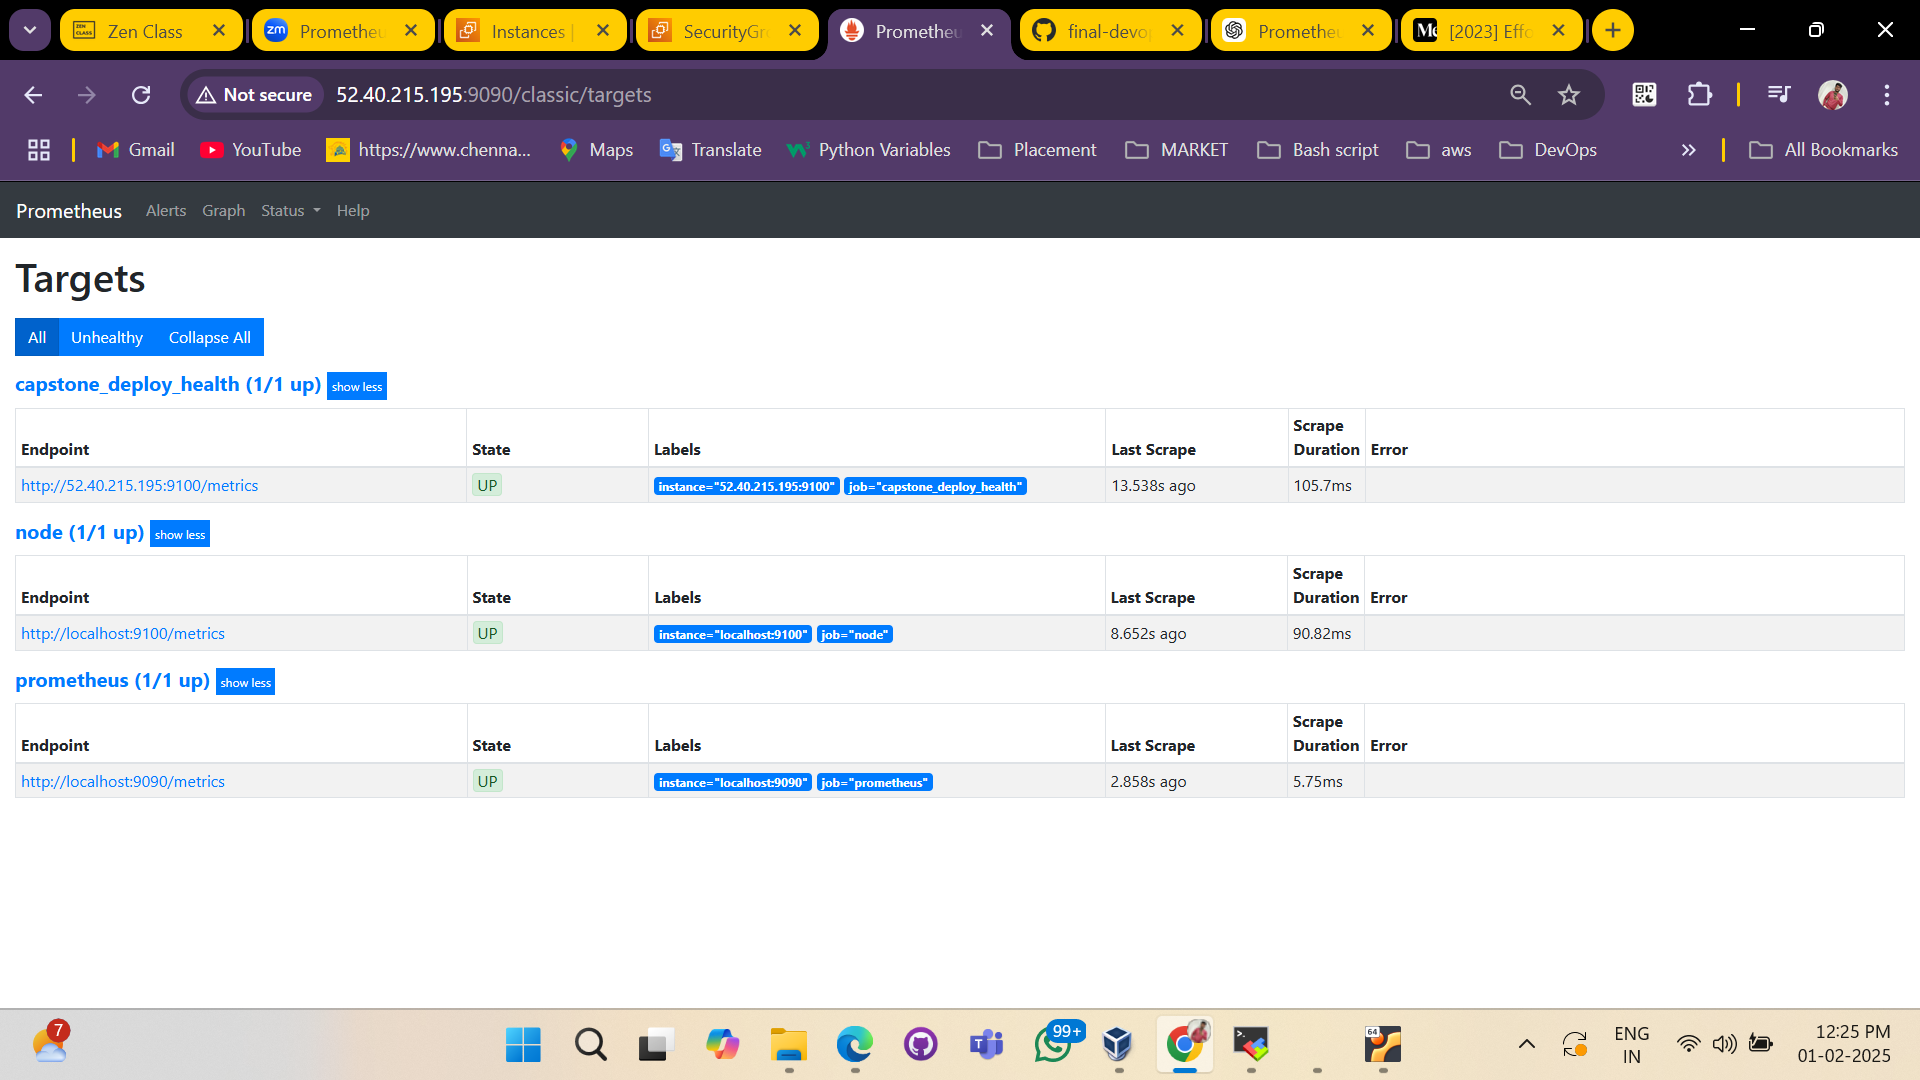 Zen Class
Prometheu
Instances |
SecurityGro
Prometheu
final-devop
Prometheu
[2023] Effo
Not secure
52.40.215.195:9090/classic/targets
Gmail
YouTube
https://www.chenna...
Maps
Translate
Python Variables
Placement
MARKET
Bash script
aws
DevOps
»
All Bookmarks
Prometheus Alerts Graph Status Help
Targets
All Unhealthy Collapse All
capstone_deploy_health (1/1 up) show less
Endpoint State Labels Last Scrape Scrape Duration Error
http://52.40.215.195:9100/metrics UP instance="52.40.215.195:9100" job="capstone_deploy_health" 13.538s ago 105.7ms
node (1/1 up) show less
Endpoint State Labels Last Scrape Scrape Duration Error
http://localhost:9100/metrics UP instance="localhost:9100" job="node" 8.652s ago 90.82ms
prometheus (1/1 up) show less
Endpoint State Labels Last Scrape Scrape Duration Error
http://localhost:9090/metrics UP instance="localhost:9090" job="prometheus" 2.858s ago 5.75ms
7
99+
64
ENG
IN
12:25 PM
01-02-2025